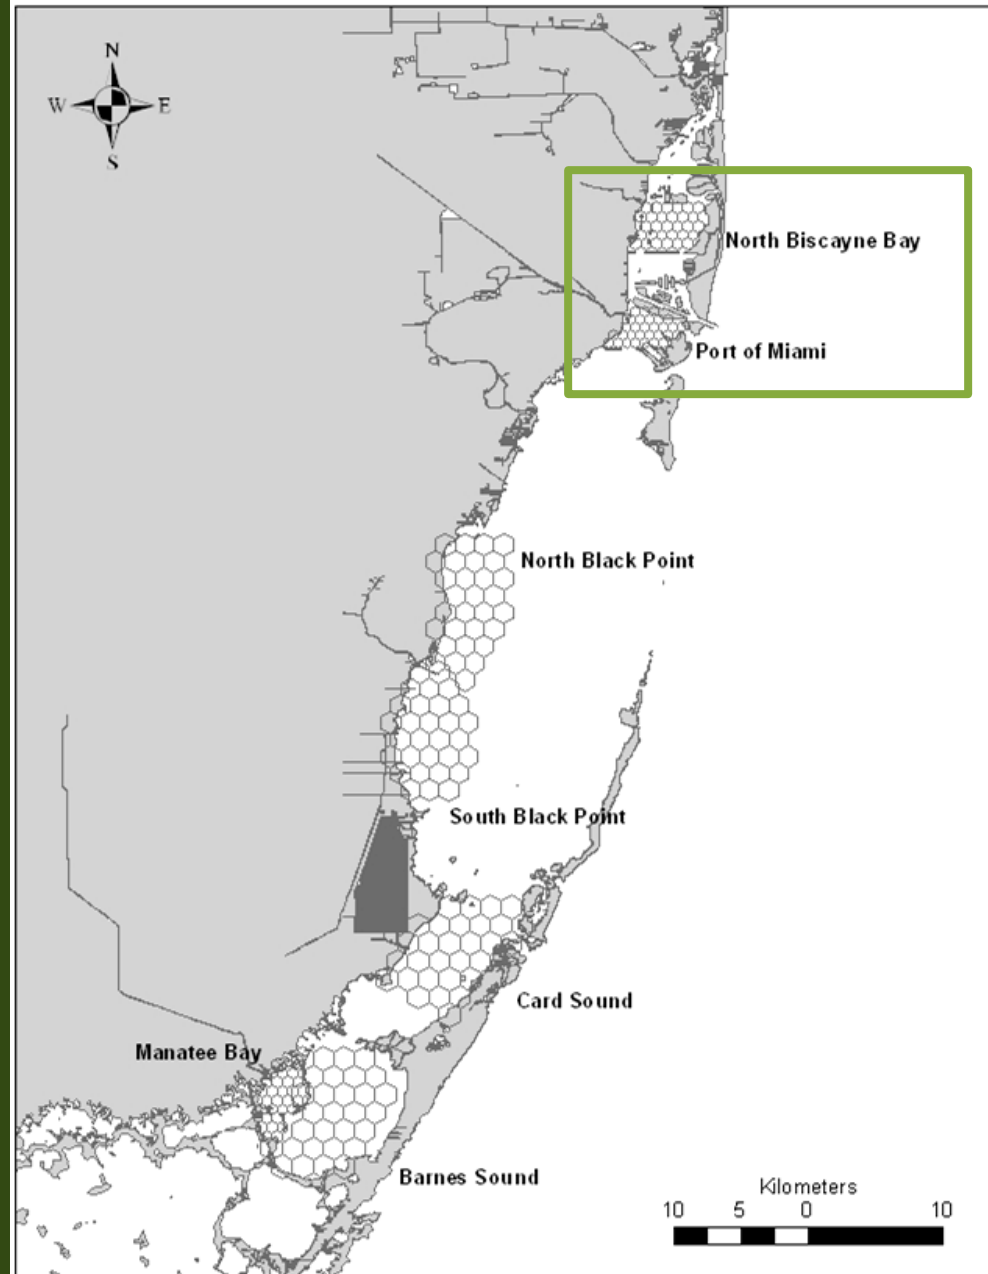 N
W E
S
North Biscayne Bay
Port of Miami
North Black Point
South Black Point
Card Sound
Manatee Bay
Barnes Sound
Kilometers
10 5 0 10